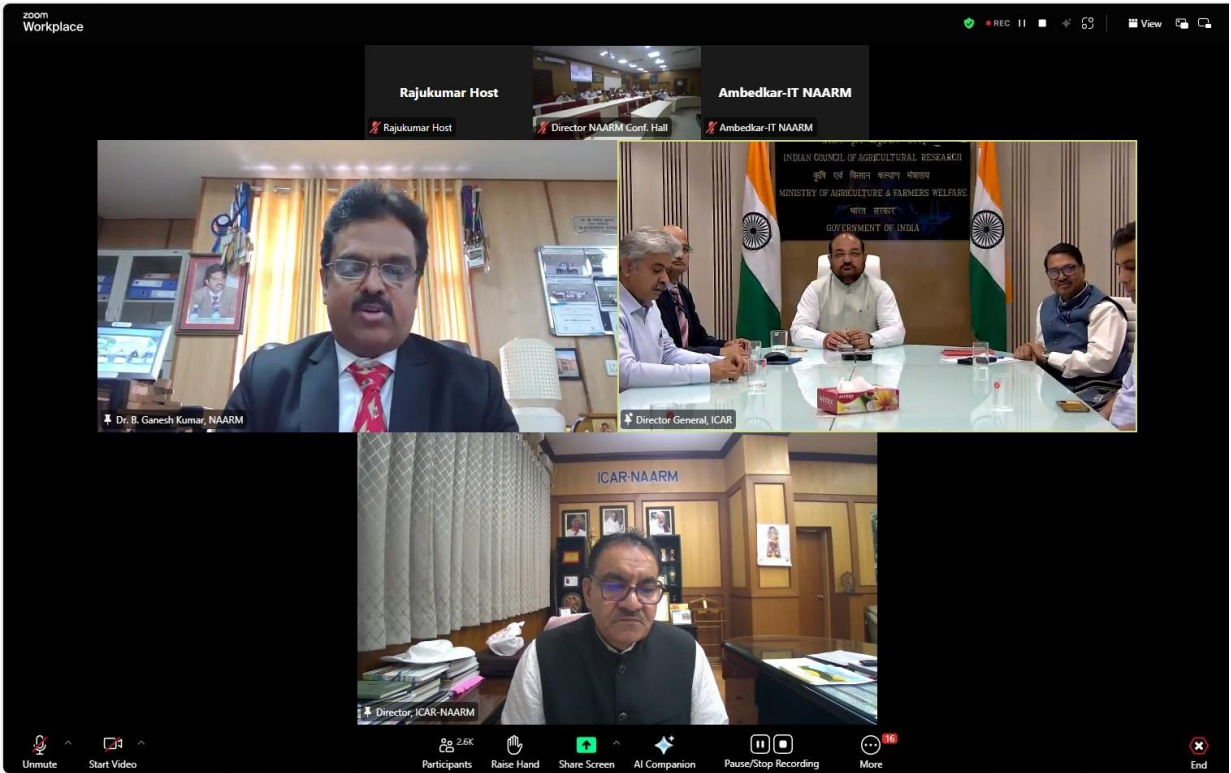 zoom
Workplace
REC
View
Rajukumar Host
Rajukumar Host
Director NAARM Conf. Hall
Ambedkar-IT NAARM
Ambedkar-IT NAARM
INDIAN COUNCIL OF AGRICULTURAL RESEARCH
कृषि एवं किसान कल्याण मंत्रालय
MINISTRY OF AGRICULTURE & FARMERS WELFARE
भारत सरकार
GOVERNMENT OF INDIA
Dr. B. Ganesh Kumar, NAARM
Director General, ICAR
ICAR-NAARM
Director, ICAR-NAARM
Unmute
Start Video
2.6K
Participants
Raise Hand
Share Screen
AI Companion
Pause/Stop Recording
16
More
End